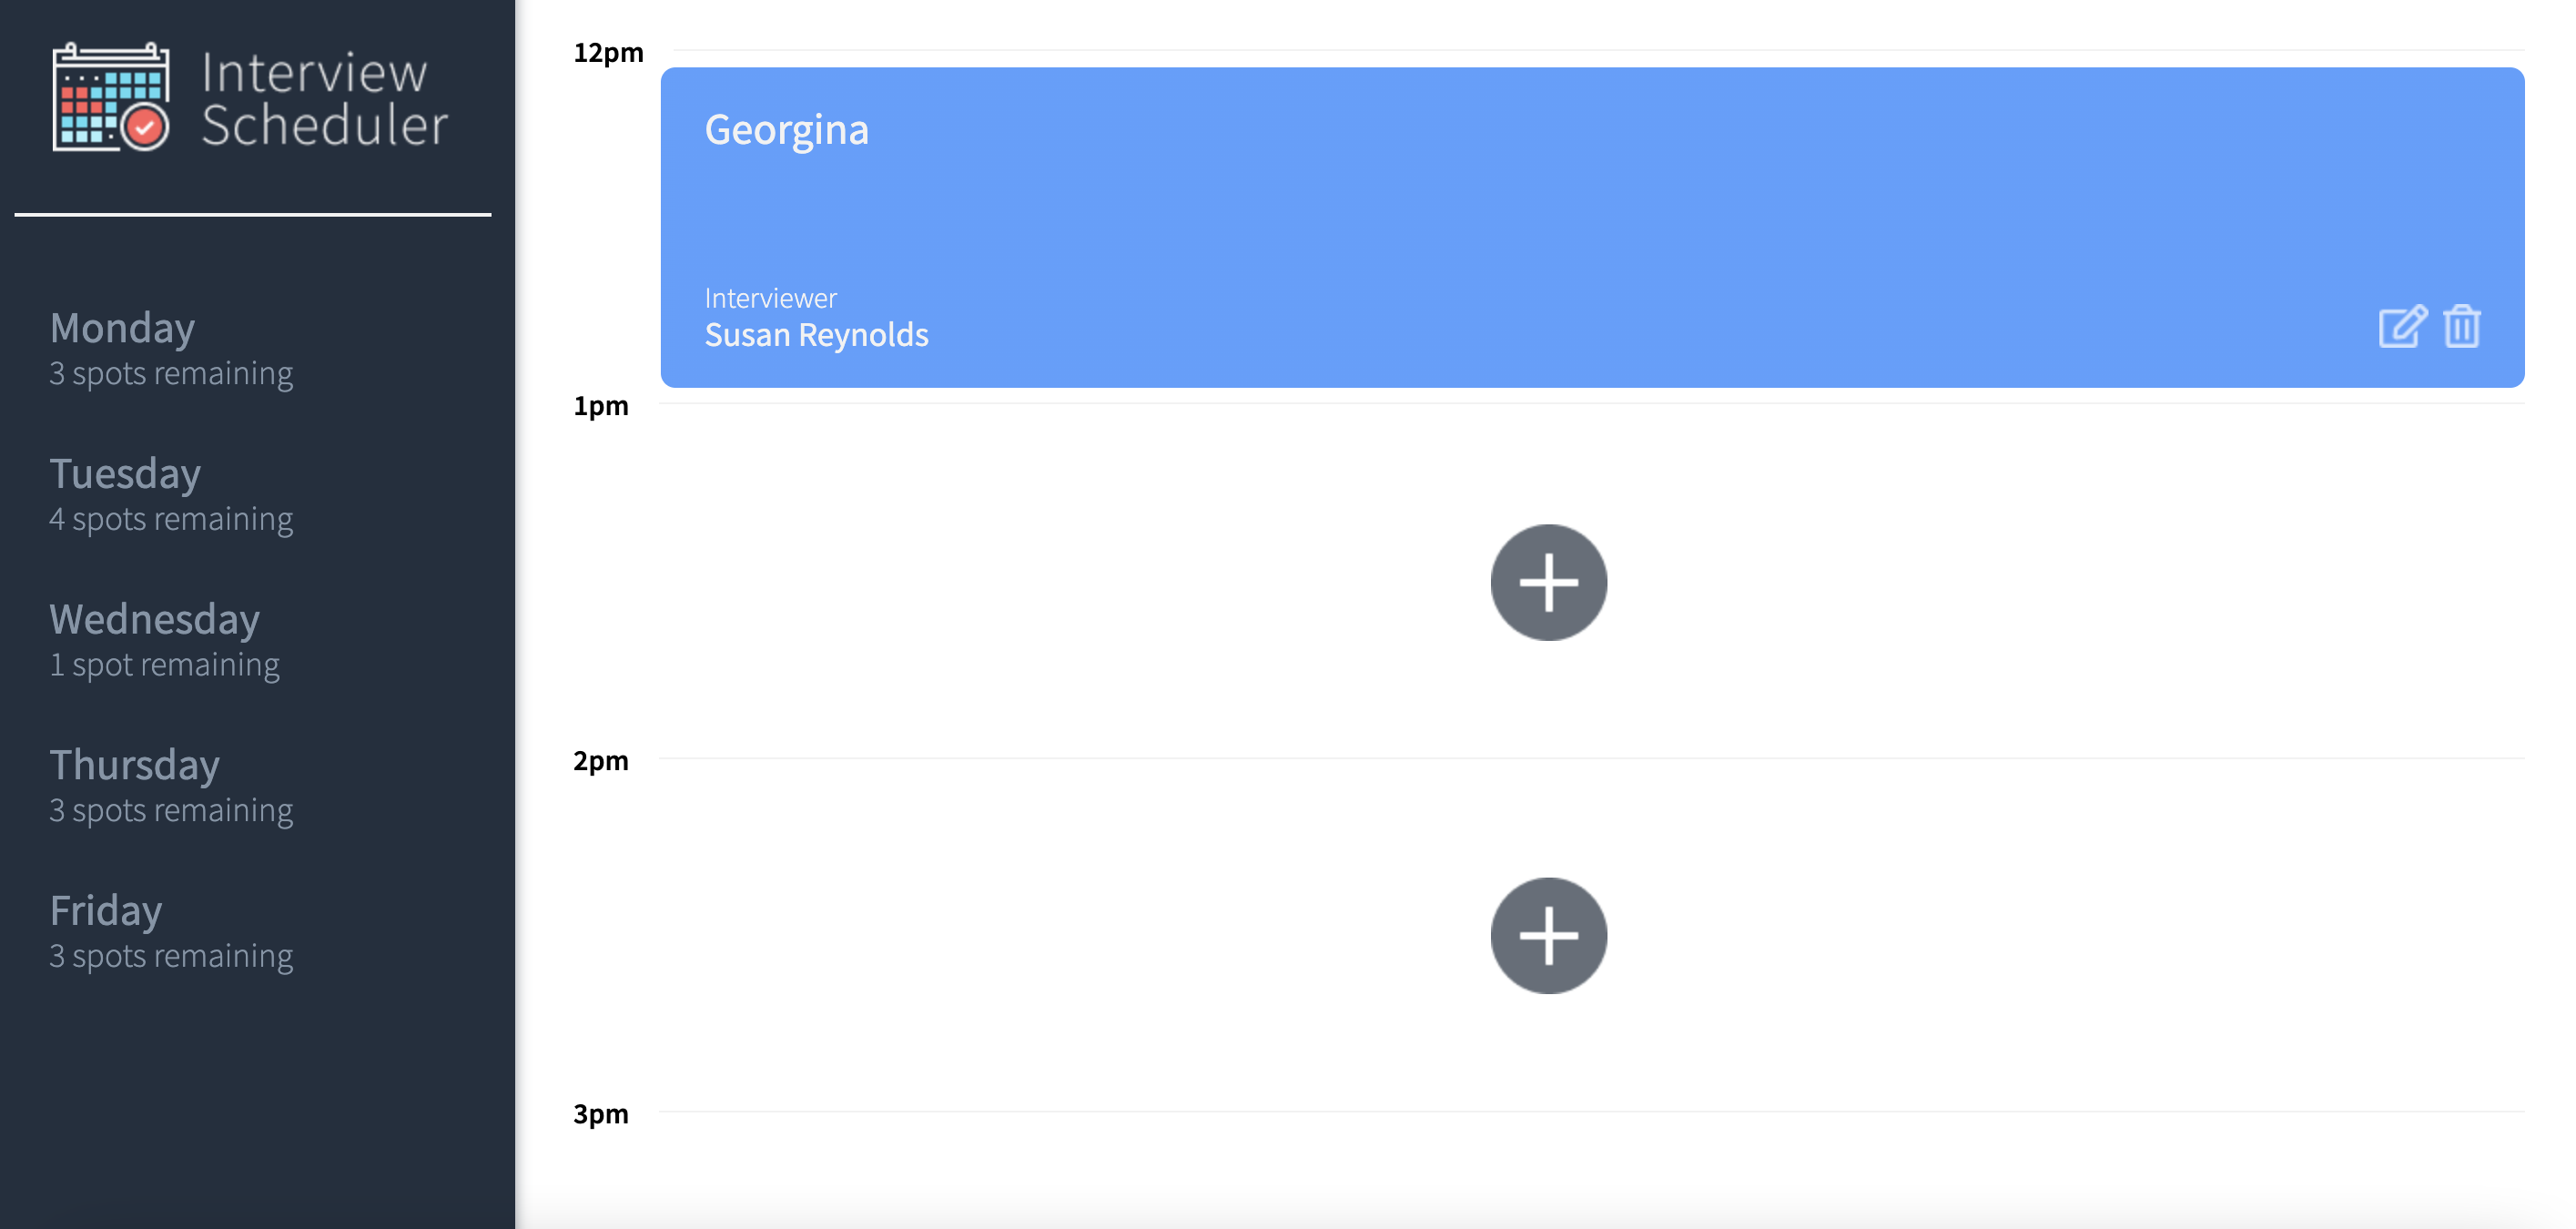 Interview
Scheduler
Monday
3 spots remaining
Tuesday
4 spots remaining
Wednesday
1 spot remaining
Thursday
3 spots remaining
Friday
3 spots remaining
12pm
Georgina
Interviewer
Susan Reynolds
1pm
2pm
3pm